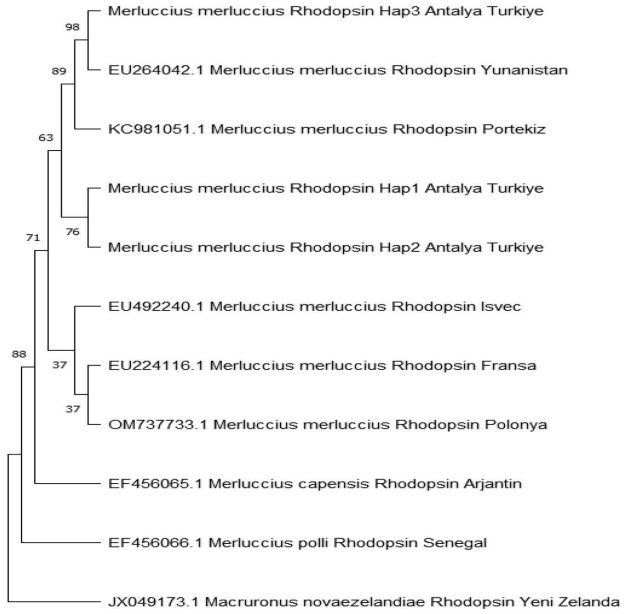 Merluccius merluccius Rhodopsin Hap3 Antalya Turkiye
98
EU264042.1 Merluccius merluccius Rhodopsin Yunanistan
89
KC981051.1 Merluccius merluccius Rhodopsin Portekiz
63
Merluccius merluccius Rhodopsin Hap1 Antalya Turkiye
76
Merluccius merluccius Rhodopsin Hap2 Antalya Turkiye
71
EU492240.1 Merluccius merluccius Rhodopsin Isvec
37
EU224116.1 Merluccius merluccius Rhodopsin Fransa
88
37
OM737733.1 Merluccius merluccius Rhodopsin Polonya
EF456065.1 Merluccius capensis Rhodopsin Arjantin
EF456066.1 Merluccius polli Rhodopsin Senegal
JX049173.1 Macruronus novaezelandiae Rhodopsin Yeni Zelanda